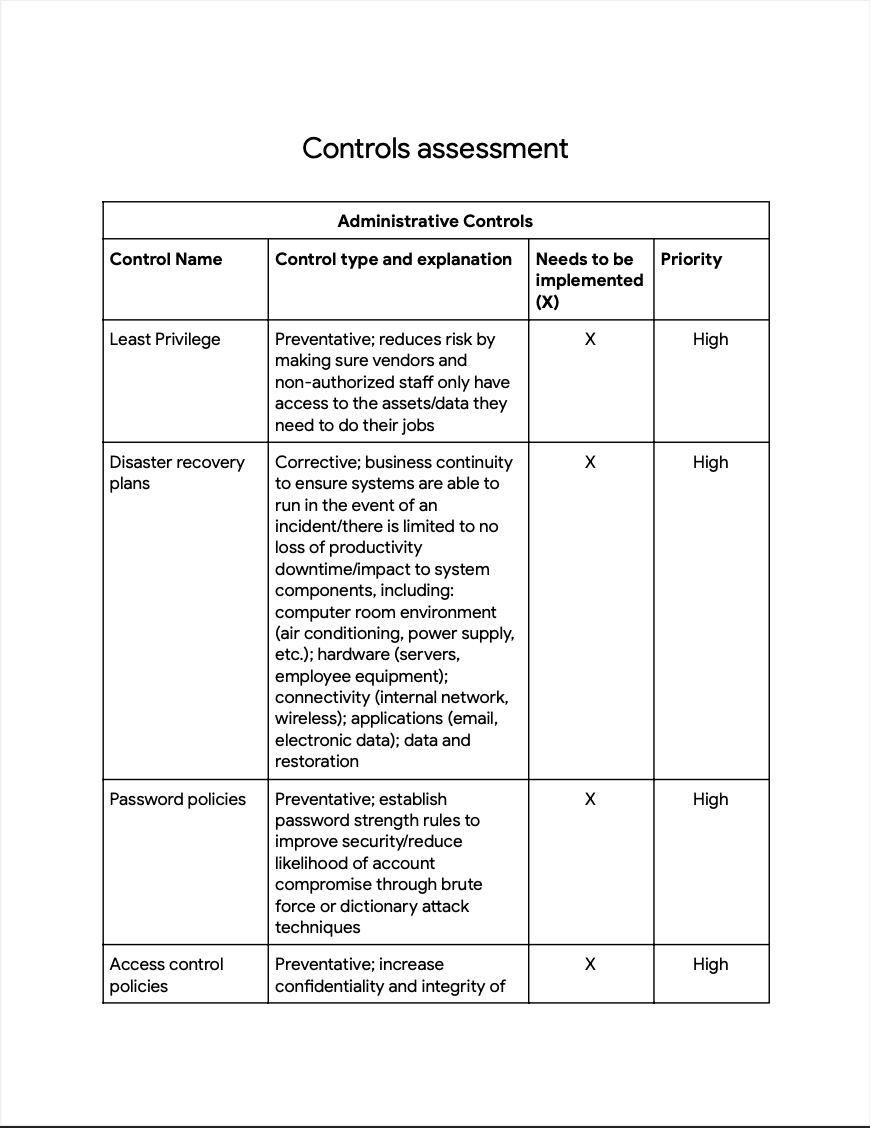 Controls assessment
Administrative Controls
Control Name
Control type and explanation
Needs to be
implemented
(X)
Priority
Least Privilege
Preventative; reduces risk by
making sure vendors and
non-authorized staff only have
access to the assets/data they
need to do their jobs
X
High
Disaster recovery
plans
Corrective; business continuity
to ensure systems are able to
run in the event of an
incident/there is limited to no
loss of productivity
downtime/impact to system
components, including:
computer room environment
(air conditioning, power supply,
etc.); hardware (servers,
employee equipment);
connectivity (internal network,
wireless); applications (email,
electronic data); data and
restoration
X
High
Password policies
Preventative; establish
password strength rules to
improve security/reduce
likelihood of account
compromise through brute
force or dictionary attack
techniques
X
High
Access control
policies
Preventative; increase
confidentiality and integrity of
X
High